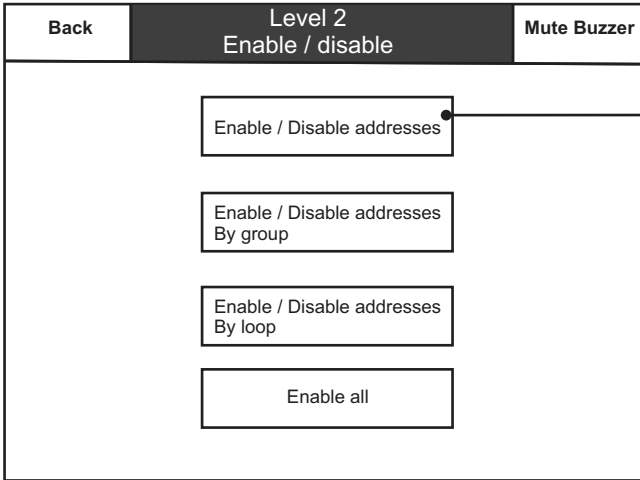 Back
Level 2
Enable / disable
Mute Buzzer
Enable / Disable addresses
Enable / Disable addresses
By group
Enable / Disable addresses
By loop
Enable all